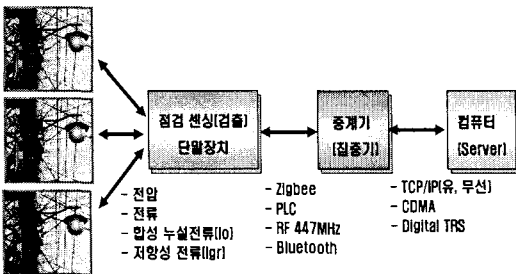 점검 센싱(검출)
단말장치
중계기
(집중기)
컴퓨터
(Server)
- 전압
- 전류
- 합성 누설전류(Io)
- 저항성 전류(Igr)
- Zigbee
- PLC
- RF 447MHz
- Bluetooth
- TCP/IP(유, 무선)
- CDMA
- Digital TRS